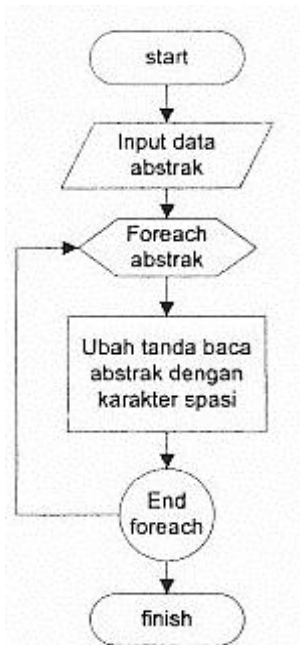 start
Input data
abstrak
Foreach
abstrak
Ubah tanda baca
abstrak dengan
karakter spasi
End
foreach
finish